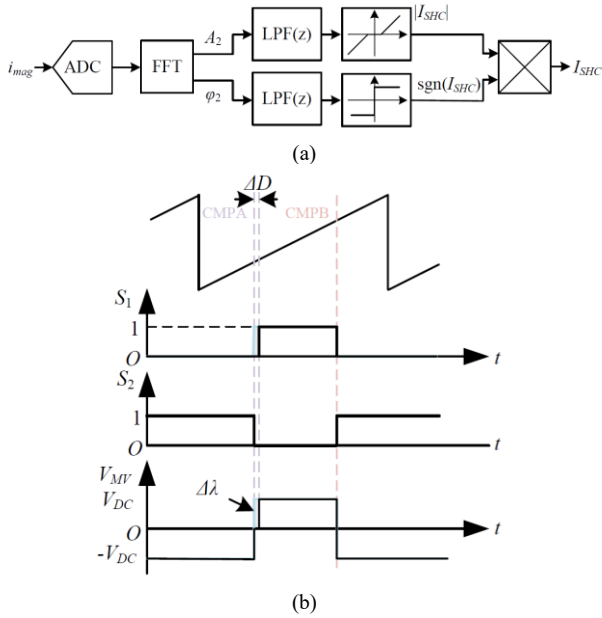 i_mag ADC FFT A_2 LPF(z) |I_SHC|
φ_2 LPF(z) sgn(I_SHC) I_SHC
(a)
ΔD
CMPA CMPB
S_1
1
O t
S_2
1
O t
V_MV
V_DC Δλ
O t
-V_DC
(b)